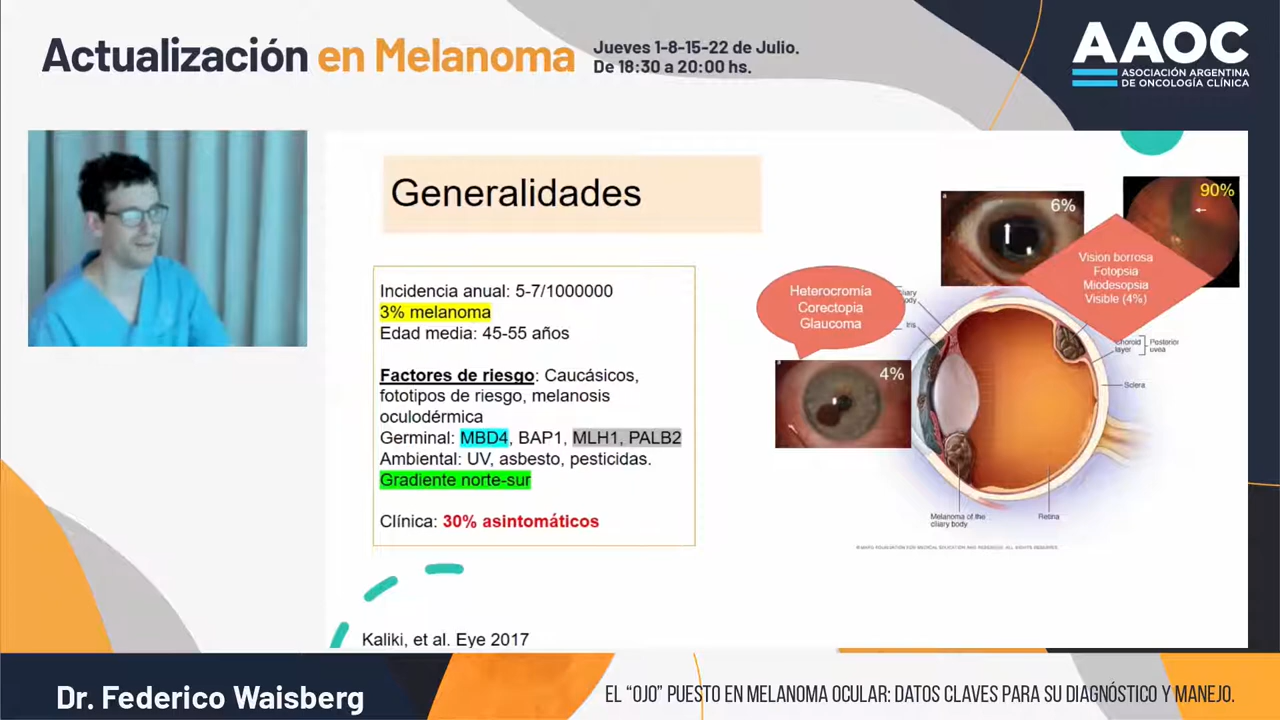 Actualización en Melanoma
Jueves 1-8-15-22 de Julio.
De 18:30 a 20:00 hs.
AAOC
ASOCIACIÓN ARGENTINA
DE ONCOLOGÍA CLÍNICA
Generalidades
Incidencia anual: 5-7/1000000
3% melanoma
Edad media: 45-55 años
Factores de riesgo: Caucásicos,
fototipos de riesgo, melanosis
oculodérmica
Germinal: MBD4, BAP1, MLH1, PALB2
Ambiental: UV, asbesto, pesticidas.
Gradiente norte-sur
Clínica: 30% asintomáticos
Kaliki, et al. Eye 2017
6%
90%
Vision borrosa
Fotopsia
Miodesopsia
Visible (4%)
Heterocromía
Corectopia
Glaucoma
4%
body
Iris
Choroid
layer
Posterior
uvea
Sclera
Melanoma of the
ciliary body
Retina
Dr. Federico Waisberg
EL “OJO” PUESTO EN MELANOMA OCULAR: DATOS CLAVES PARA SU DIAGNÓSTICO Y MANEJO.